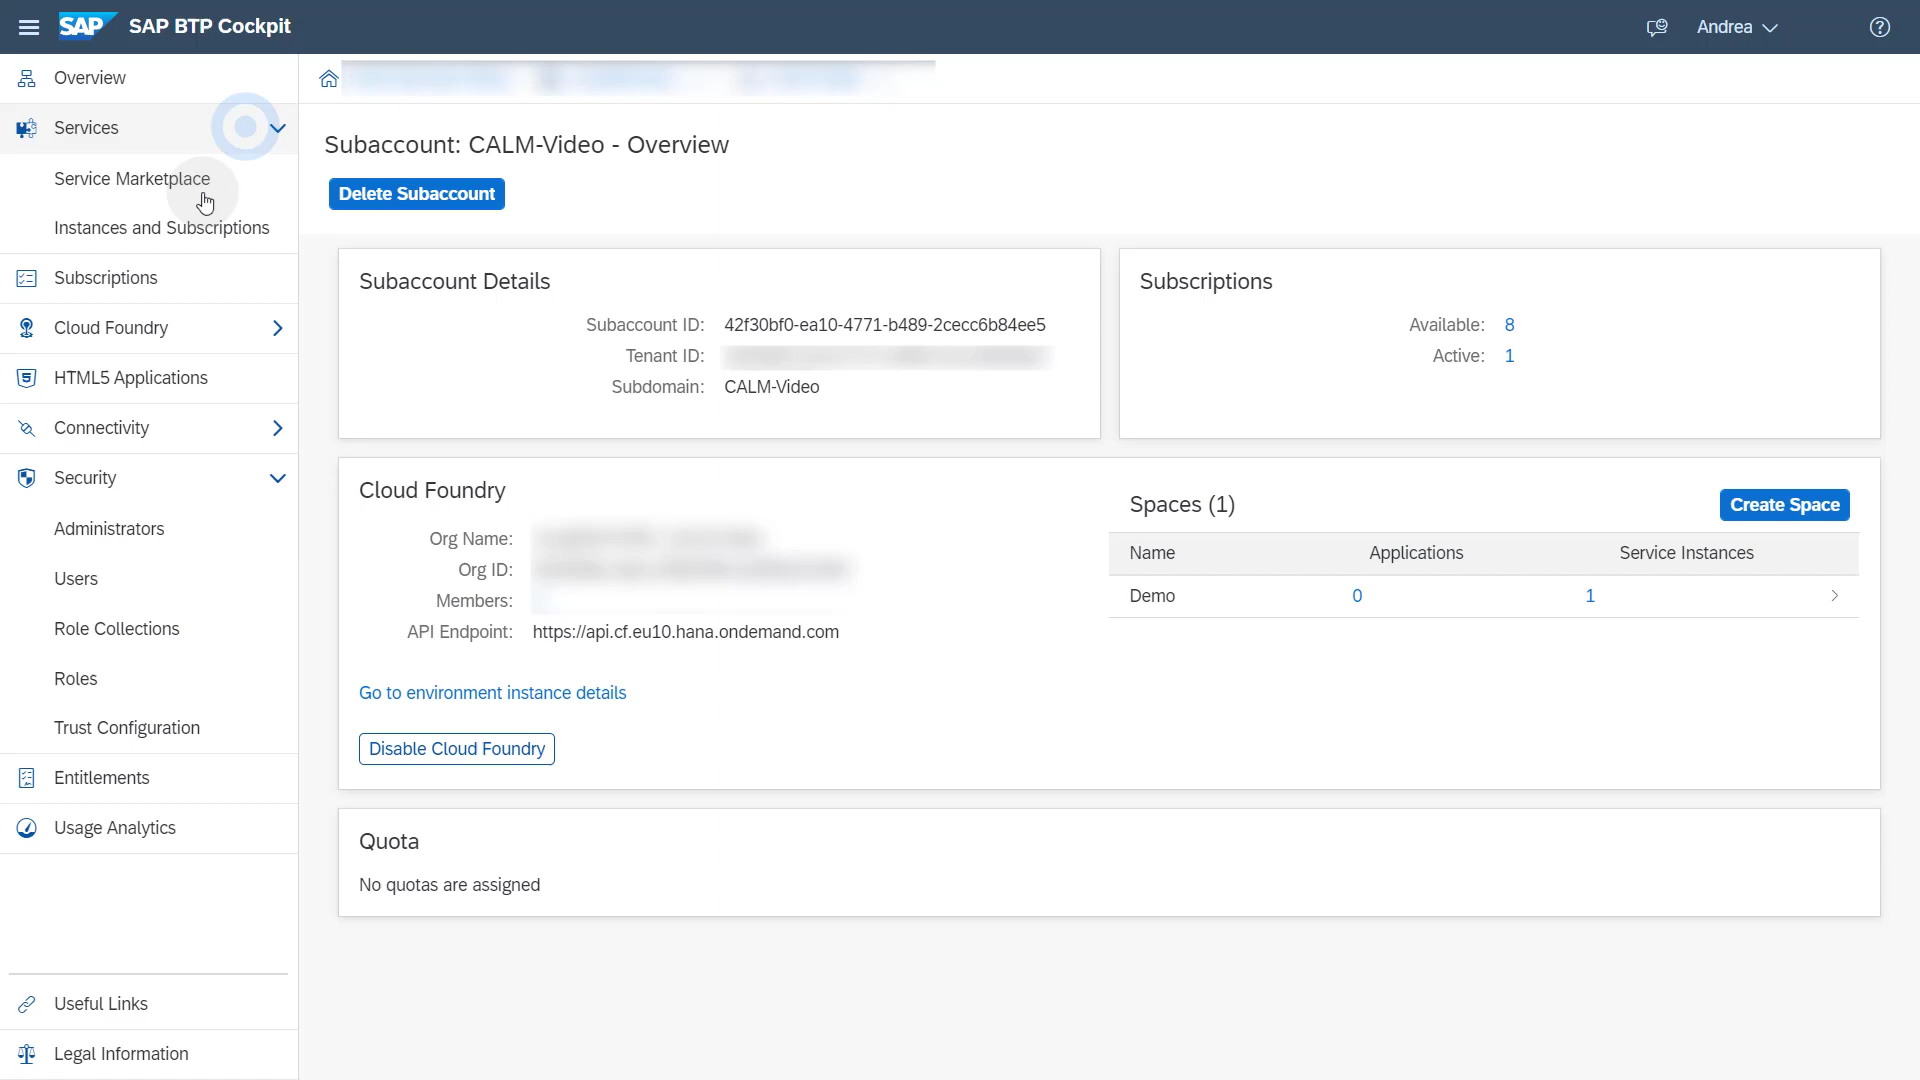 SAP SAP BTP Cockpit
Andrea
Overview
Services
Service Marketplace
Instances and Subscriptions
Subscriptions
Cloud Foundry
HTML5 Applications
Connectivity
Security
Administrators
Users
Role Collections
Roles
Trust Configuration
Entitlements
Usage Analytics
Useful Links
Legal Information
Subaccount: CALM-Video - Overview
Delete Subaccount
Subaccount Details
Subaccount ID: 42f30bf0-ea10-4771-b489-2cecc6b84ee5
Tenant ID:
Subdomain: CALM-Video
Subscriptions
Available: 8
Active: 1
Cloud Foundry
Org Name:
Org ID:
Members:
API Endpoint: https://api.cf.eu10.hana.ondemand.com
Go to environment instance details
Disable Cloud Foundry
Spaces (1)
Create Space
Name Applications Service Instances
Demo 0 1
Quota
No quotas are assigned